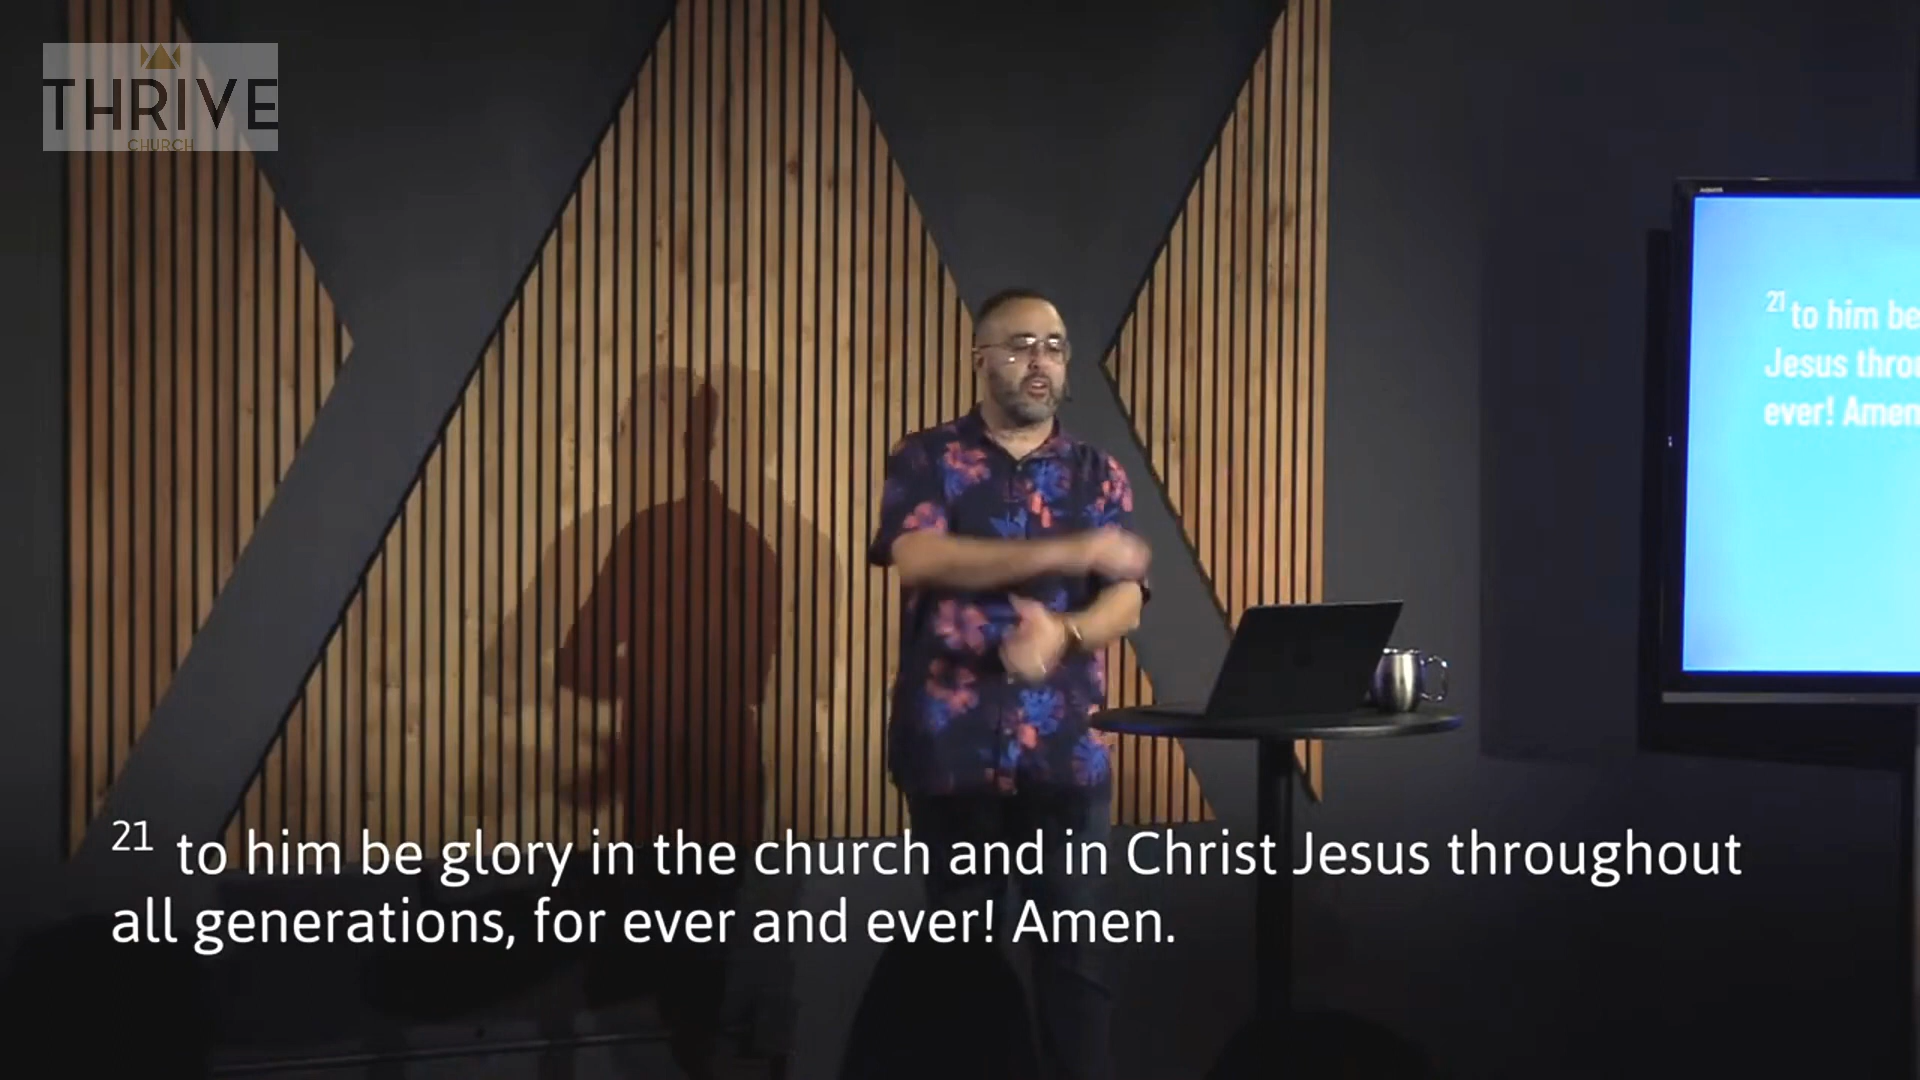 THRIVE
CHURCH
21 to him be
Jesus throu
ever! Amen
21 to him be glory in the church and in Christ Jesus throughout
all generations, for ever and ever! Amen.